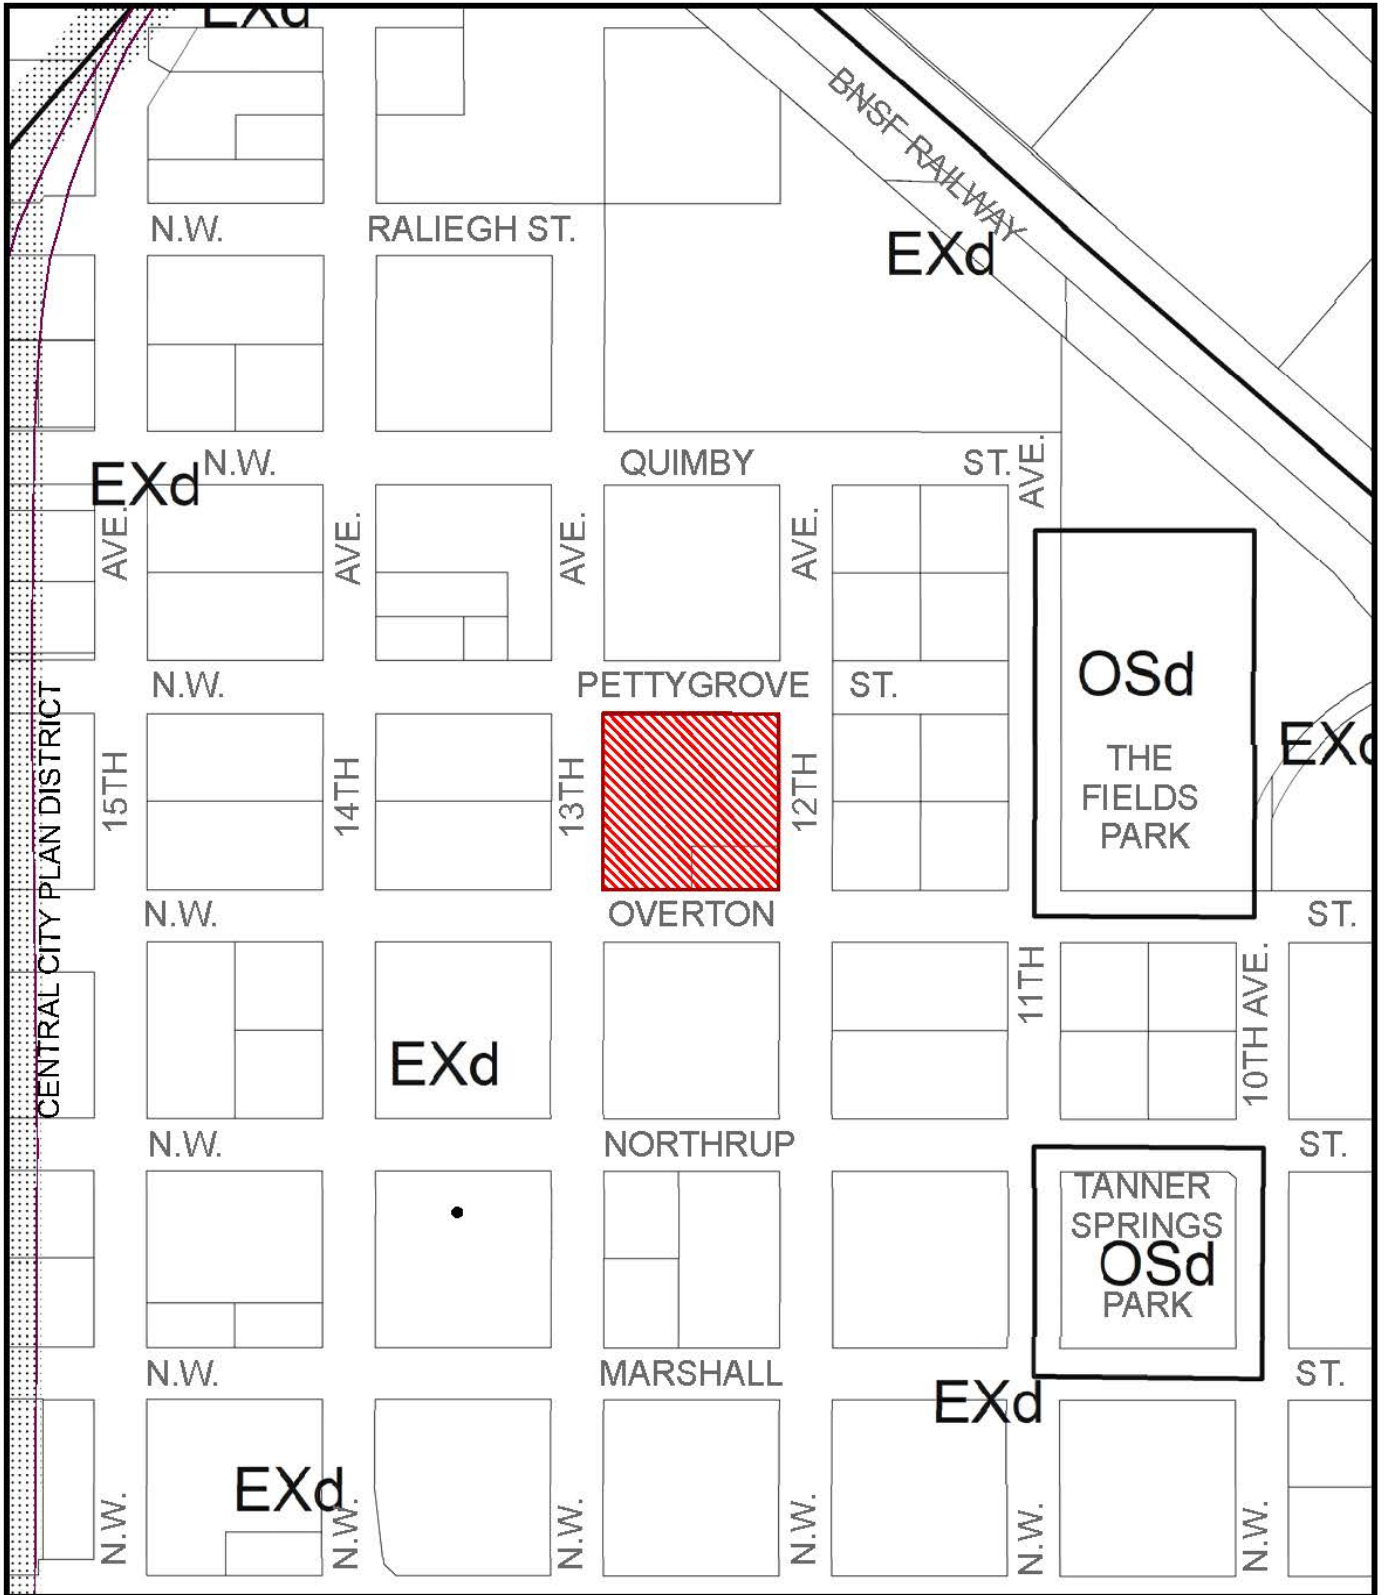 EXd
BNSF RAILWAY
N.W. RALIEGH ST.
EXd
N.W. QUIMBY ST.
EXd
AVE.
AVE.
AVE.
AVE.
AVE.
N.W. PETTYGROVE ST.
OSd
THE
FIELDS
PARK
EXd
15TH
14TH
13TH
12TH
CENTRAL CITY PLAN DISTRICT
N.W. OVERTON ST.
11TH
10TH AVE.
EXd
N.W. NORTHRUP ST.
TANNER
SPRINGS
OSd
PARK
N.W. MARSHALL ST.
EXd
EXd
N.W.
N.W.
N.W.
N.W.
N.W.
N.W.